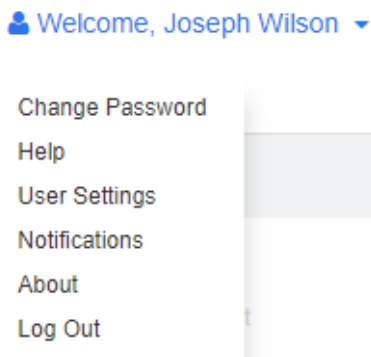 Welcome, Joseph Wilson
Change Password
Help
User Settings
Notifications
About
Log Out